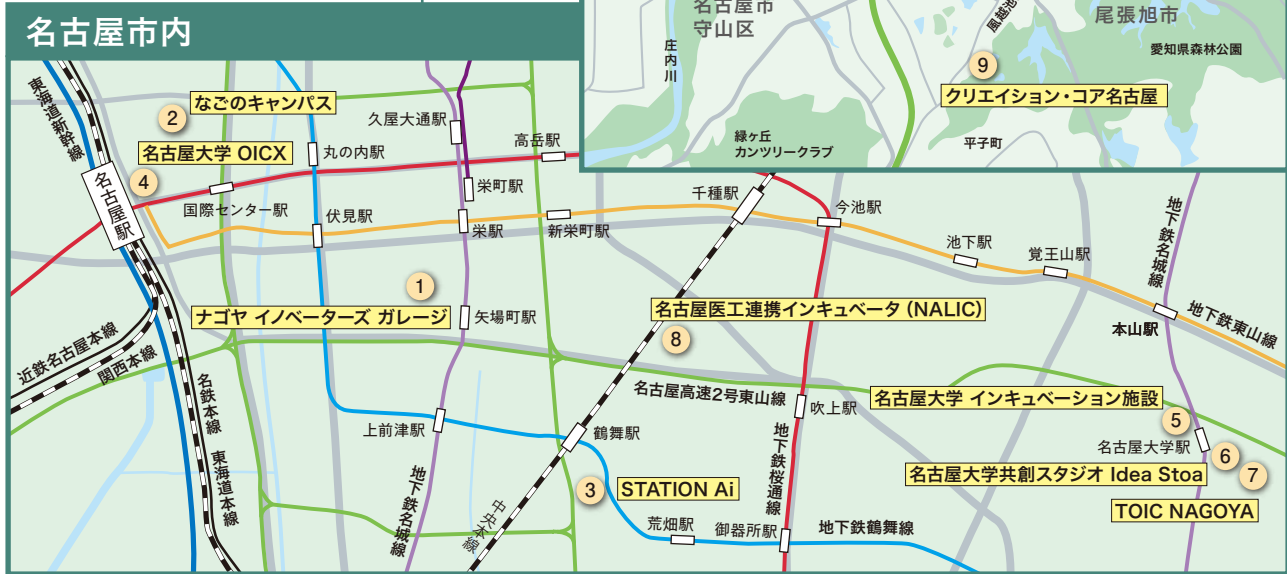 名古屋市
守山区
風越池
尾張旭市
庄内川
愛知県森林公園
9
クリエイション・コア名古屋
緑ヶ丘
カンツリークラブ
平子町
名古屋市内
東海道新幹線
2
なごのキャンパス
久屋大通駅
高岳駅
名古屋大学 OICX
丸の内駅
4
名古屋駅
国際センター駅
栄町駅
千種駅
伏見駅
栄駅
新栄町駅
今池駅
池下駅
覚王山駅
地下鉄名城線
1
ナゴヤ イノベーターズ ガレージ
矢場町駅
名古屋医工連携インキュベータ (NALIC)
8
本山駅
地下鉄東山線
近鉄名古屋本線
関西本線
名鉄本線
東海道本線
名古屋高速2号東山線
名古屋大学 インキュベーション施設
吹上駅
5
上前津駅
鶴舞駅
名古屋大学駅
6
7
名古屋大学共創スタジオ Idea Stoa
TOIC NAGOYA
地下鉄名城線
中央本線
3
STATION Ai
地下鉄桜通線
荒畑駅
御器所駅
地下鉄鶴舞線